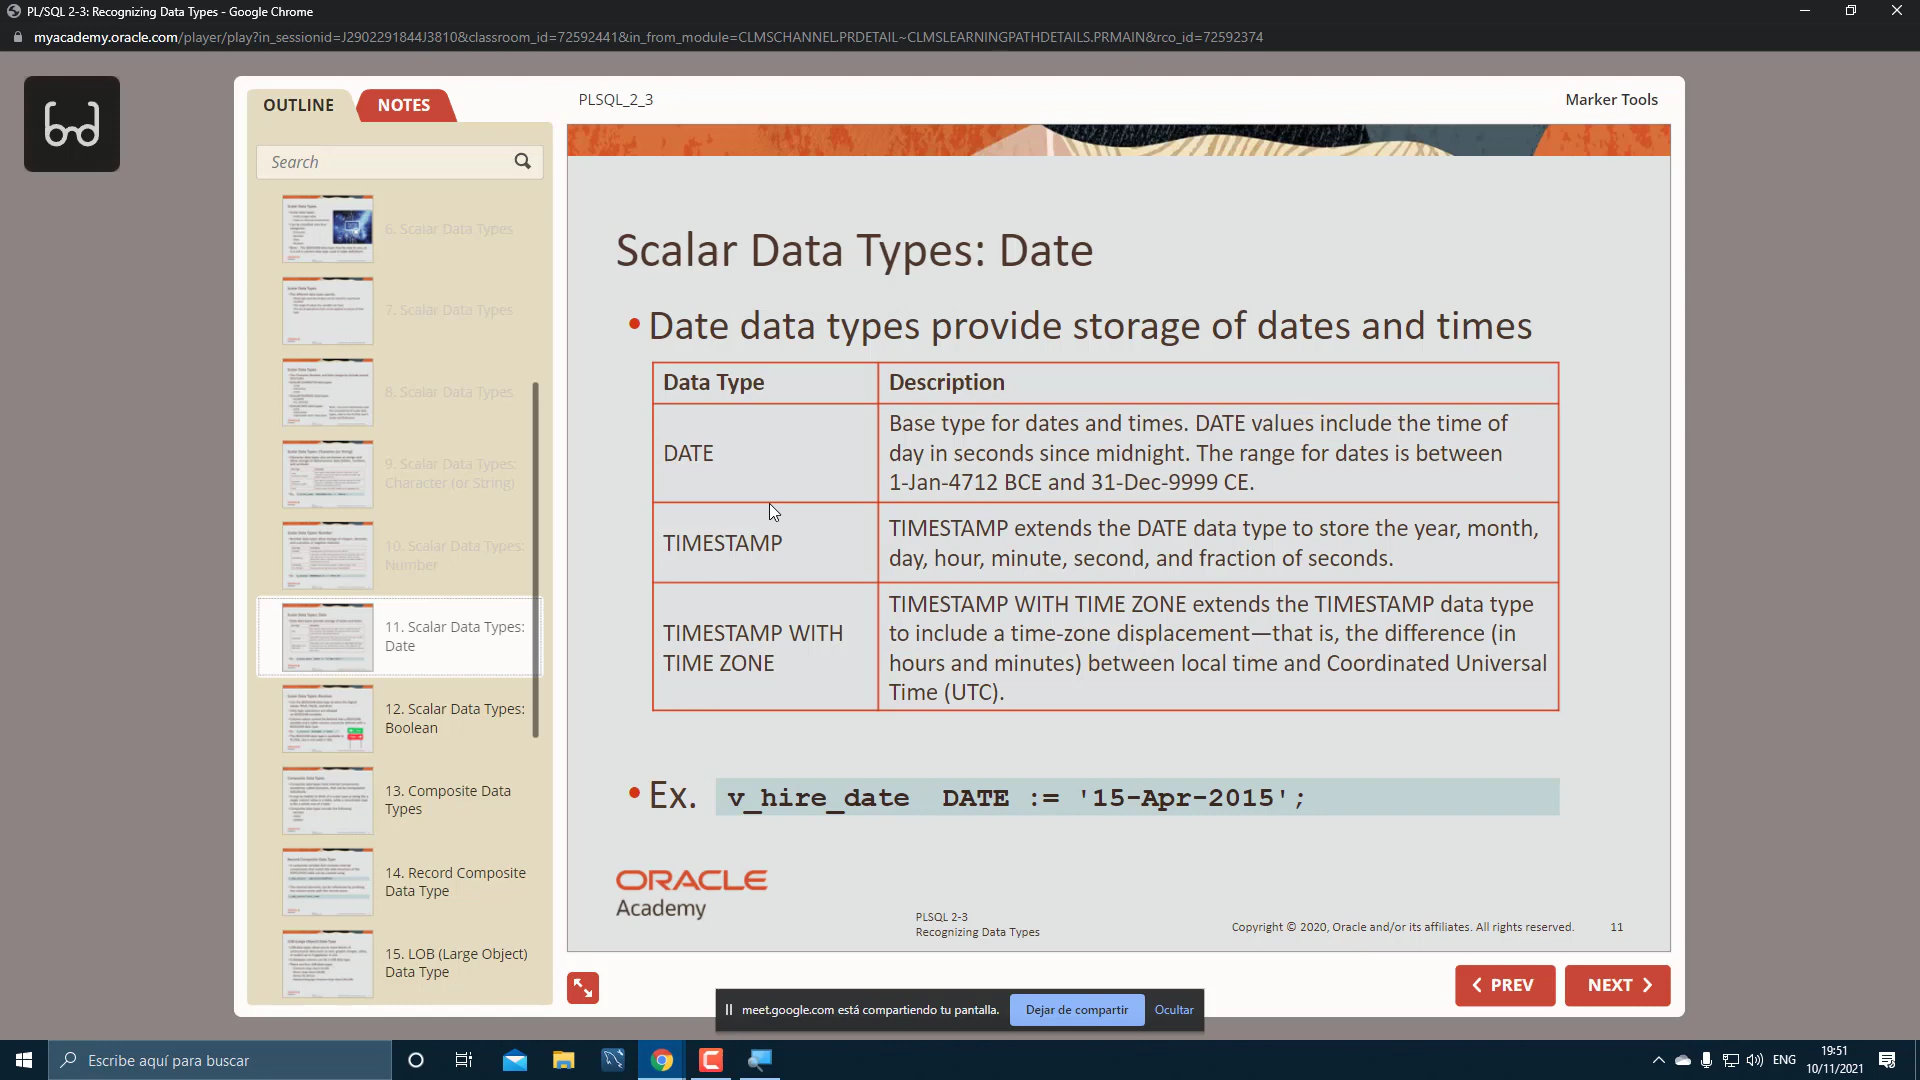 PL/SQL 2-3: Recognizing Data Types - Google Chrome
myacademy.oracle.com/player/play?in_sessionid=J2902291844J3810&classroom_id=72592441&in_from_module=CLMSCHANNEL.PRDETAIL~CLMSLEARNINGPATHDETAILS.PRMAIN&rco_id=72592374
OUTLINE
NOTES
PLSQL_2_3
Marker Tools
Search
6. Scalar Data Types
7. Scalar Data Types
8. Scalar Data Types
9. Scalar Data Types:
Character (or String)
10. Scalar Data Types:
Number
11. Scalar Data Types:
Date
12. Scalar Data Types:
Boolean
13. Composite Data
Types
14. Record Composite
Data Type
15. LOB (Large Object)
Data Type
Scalar Data Types: Date
• Date data types provide storage of dates and times
Data Type
Description
DATE
Base type for dates and times. DATE values include the time of
day in seconds since midnight. The range for dates is between
1-Jan-4712 BCE and 31-Dec-9999 CE.
TIMESTAMP
TIMESTAMP extends the DATE data type to store the year, month,
day, hour, minute, second, and fraction of seconds.
TIMESTAMP WITH
TIME ZONE
TIMESTAMP WITH TIME ZONE extends the TIMESTAMP data type
to include a time-zone displacement—that is, the difference (in
hours and minutes) between local time and Coordinated Universal
Time (UTC).
• Ex. v_hire_date DATE := '15-Apr-2015';
ORACLE
Academy
PLSQL 2-3
Recognizing Data Types
Copyright © 2020, Oracle and/or its affiliates. All rights reserved.
11
PREV
NEXT
meet.google.com está compartiendo tu pantalla.
Dejar de compartir
Ocultar
Escribe aquí para buscar
ENG
19:51
10/11/2021